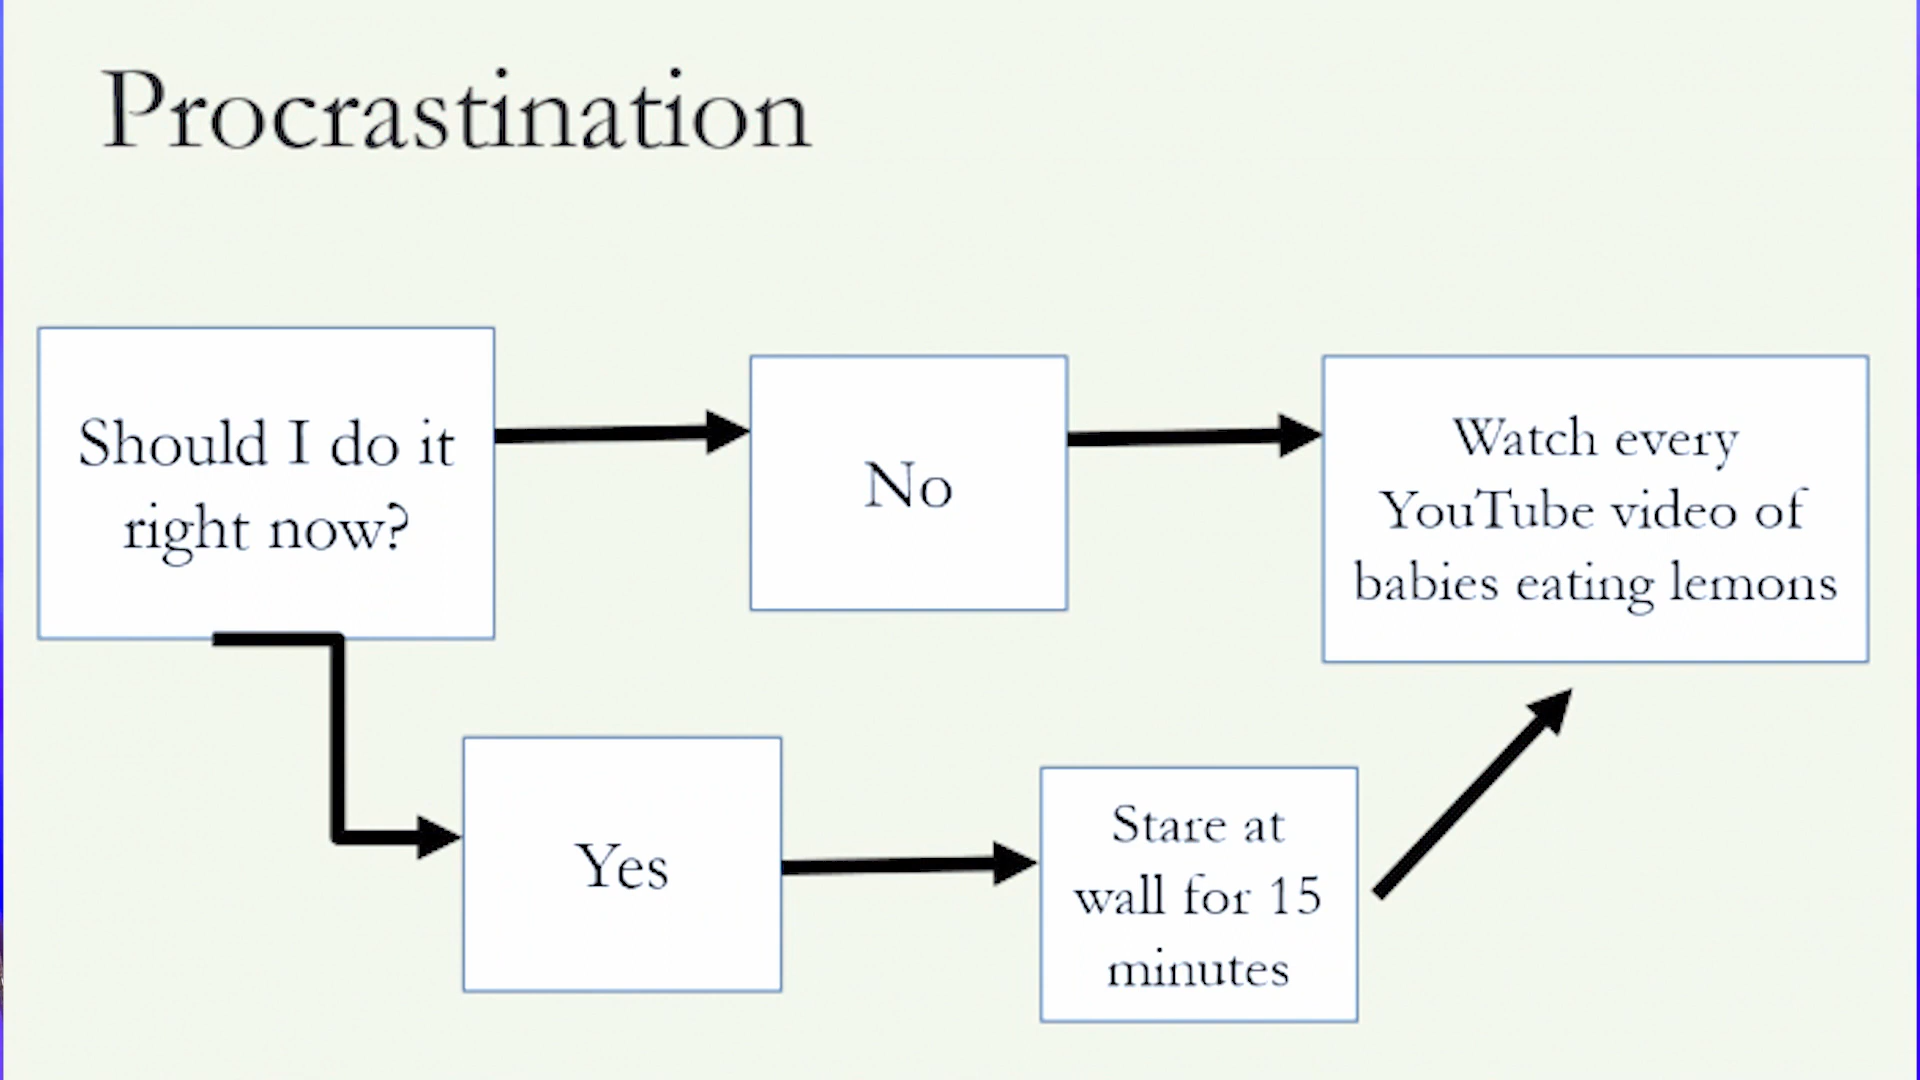 Procrastination
Should I do it
right now?
No
Watch every
YouTube video of
babies eating lemons
Yes
Stare at
wall for 15
minutes